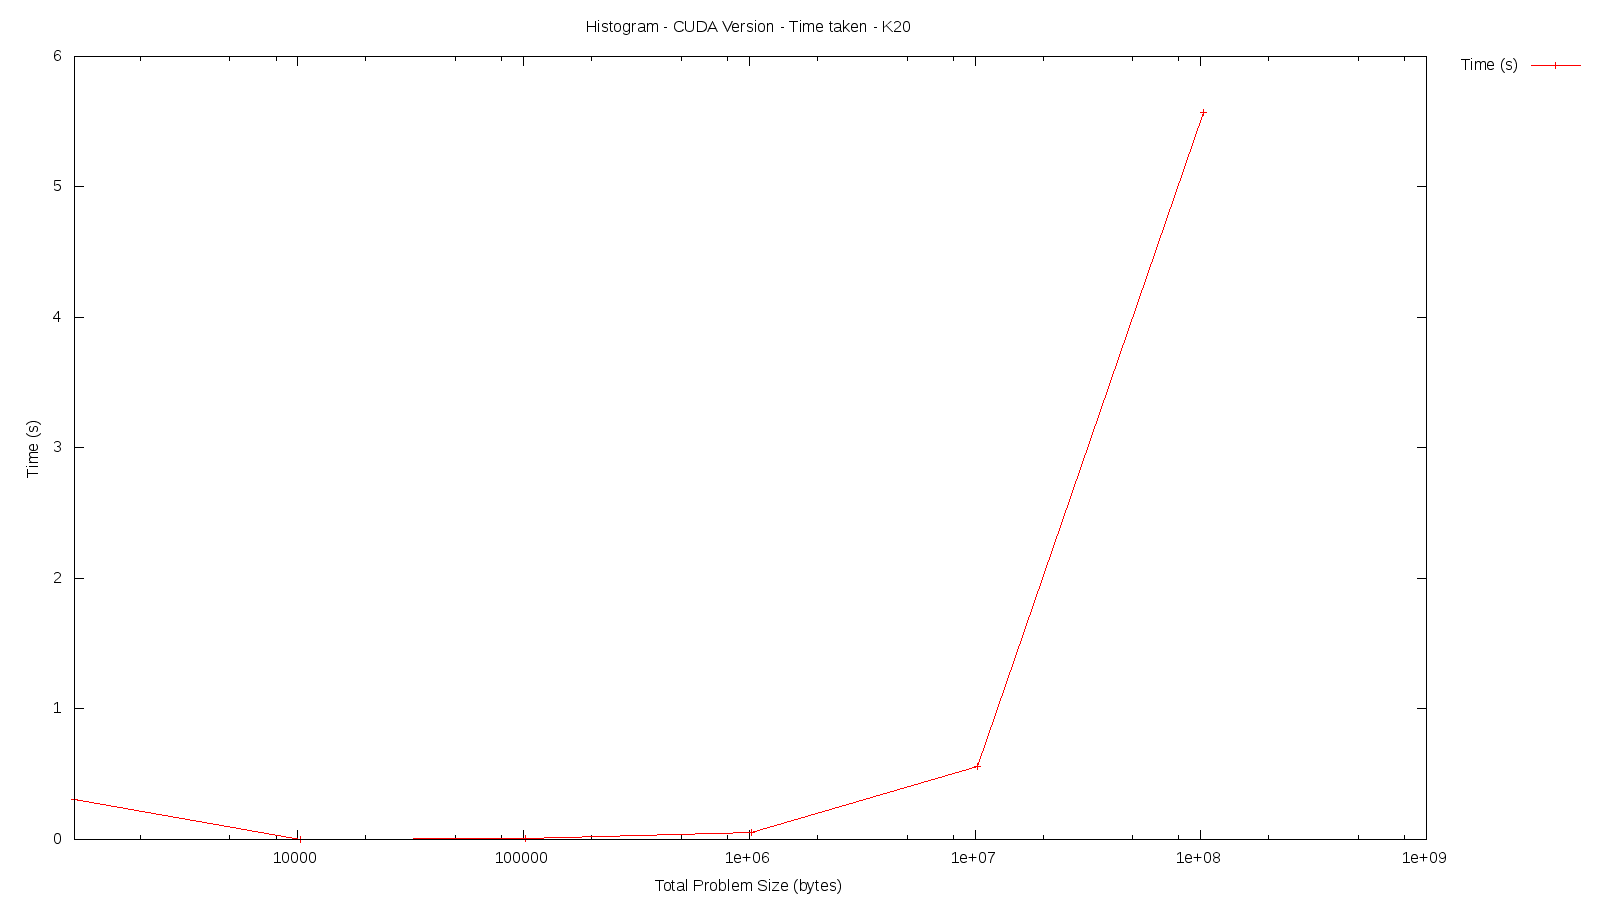 Histogram - CUDA Version - Time taken - K20
Time (s)
6
5
4
3
2
1
0
Time (s)
10000
100000
1e+06
1e+07
1e+08
1e+09
Total Problem Size (bytes)